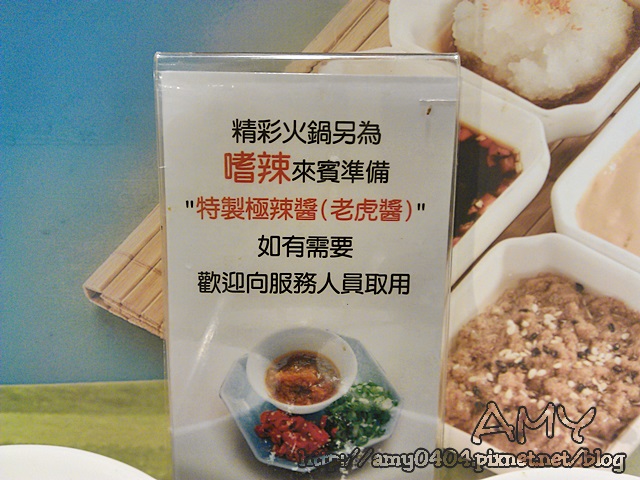 精彩火鍋另為
嗜辣來賓準備
"特製極辣醬(老虎醬)"
如有需要
歡迎向服務人員取用
AMY
http://amy0404.pixnet.net/blog